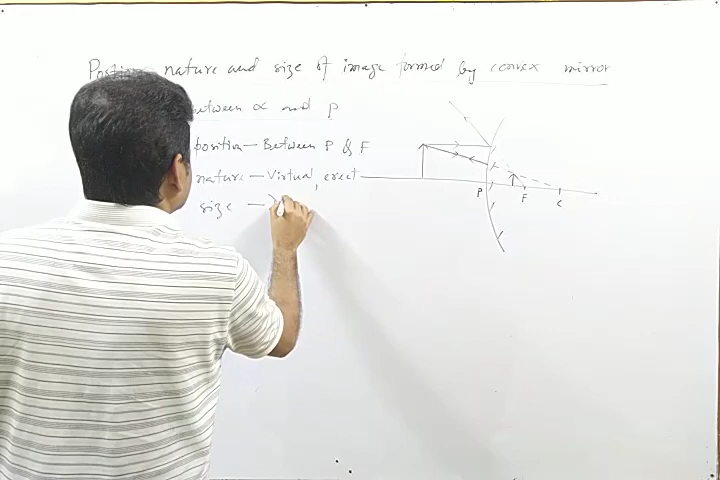 nature and size of image formed by convex mirror
between ∝ and p
position — Between P & F
nature — Virtual, erect
size —
P F C